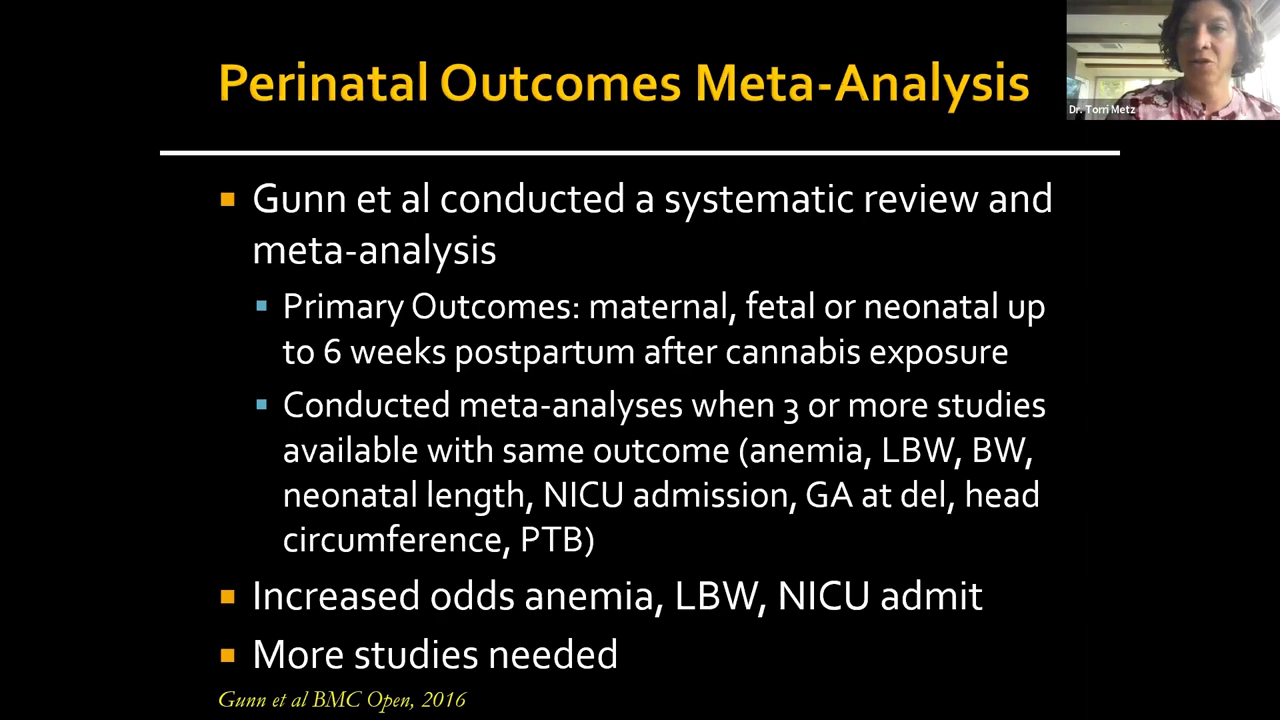 Perinatal Outcomes Meta-Analysis
Dr. Torri Metz
Gunn et al conducted a systematic review and
meta-analysis
Primary Outcomes: maternal, fetal or neonatal up
to 6 weeks postpartum after cannabis exposure
Conducted meta-analyses when 3 or more studies
available with same outcome (anemia, LBW, BW,
neonatal length, NICU admission, GA at del, head
circumference, PTB)
Increased odds anemia, LBW, NICU admit
More studies needed
Gunn et al BMC Open, 2016